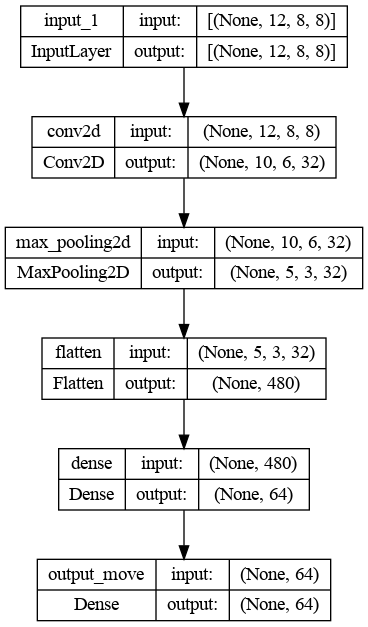 input_1 input: [(None, 12, 8, 8)]
InputLayer output: [(None, 12, 8, 8)]
conv2d input: (None, 12, 8, 8)
Conv2D output: (None, 10, 6, 32)
max_pooling2d input: (None, 10, 6, 32)
MaxPooling2D output: (None, 5, 3, 32)
flatten input: (None, 5, 3, 32)
Flatten output: (None, 480)
dense input: (None, 480)
Dense output: (None, 64)
output_move input: (None, 64)
Dense output: (None, 64)